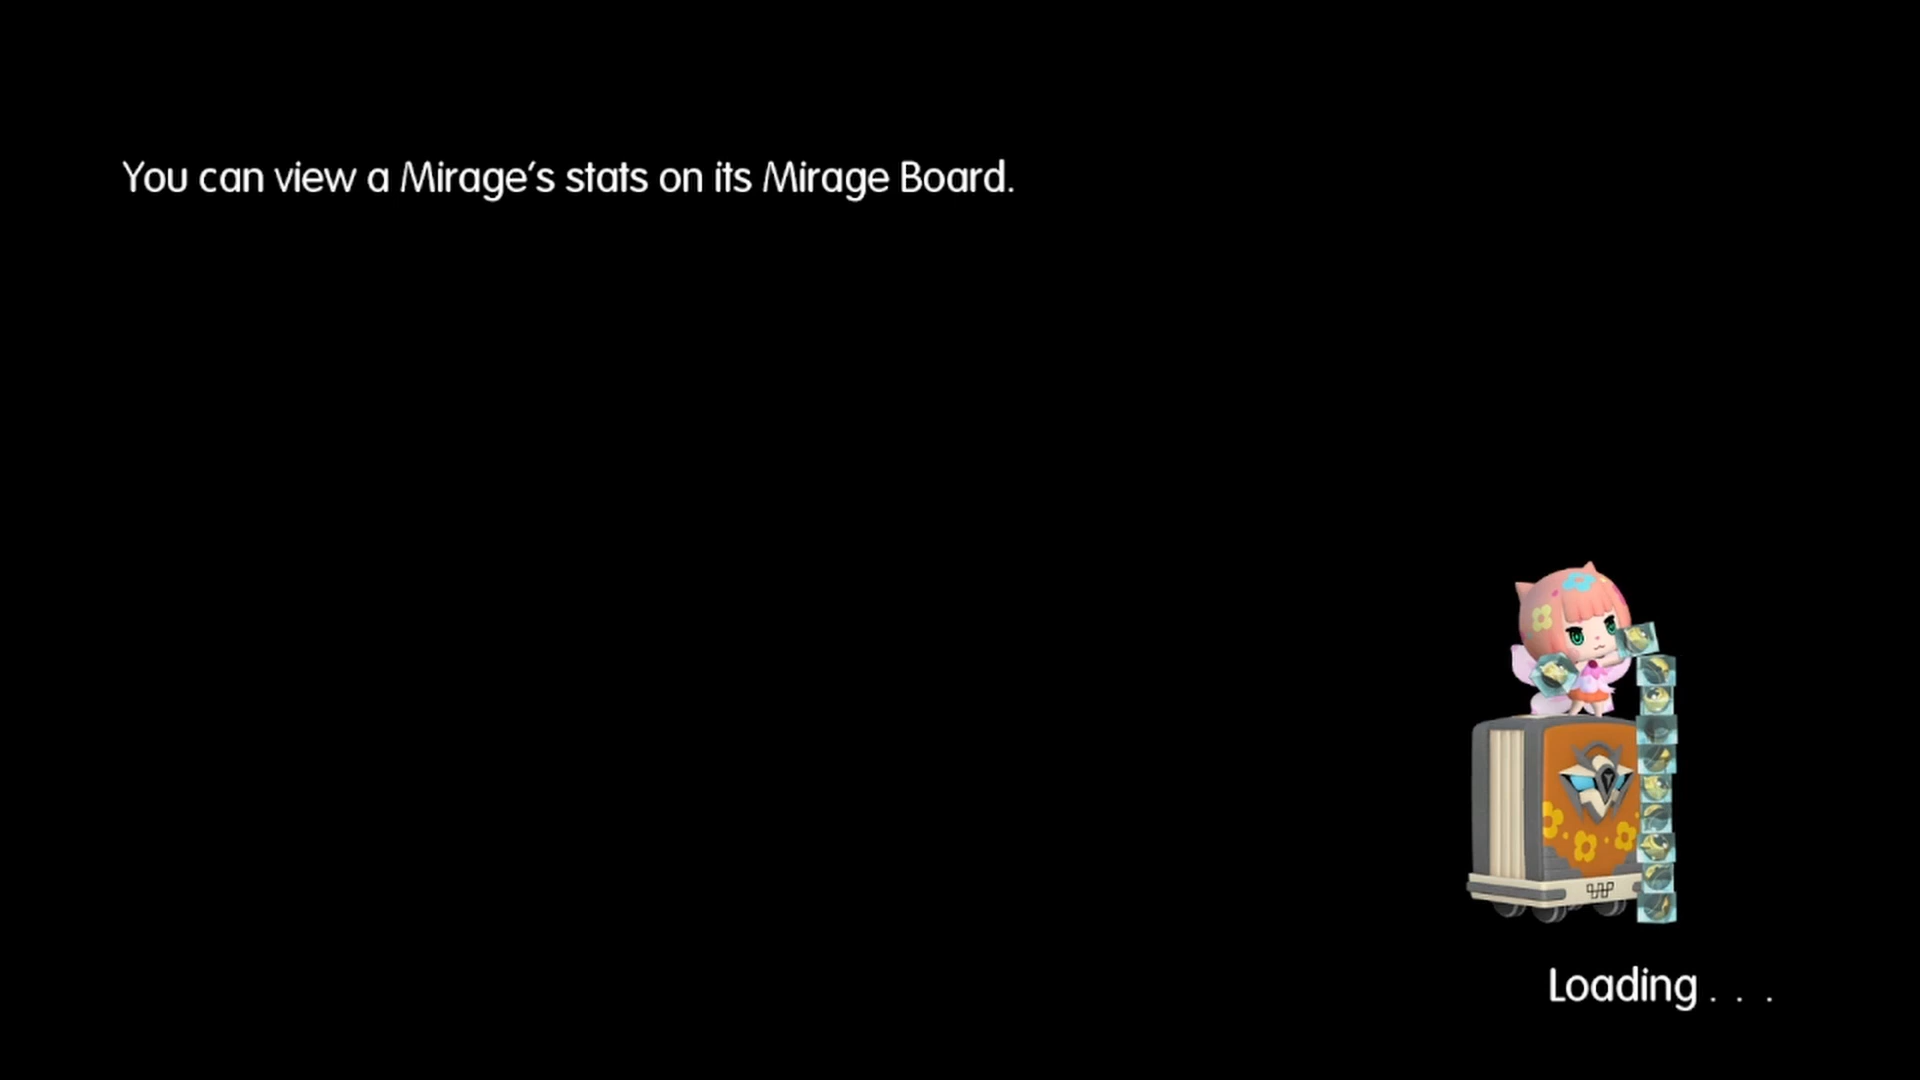 You can view a Mirage's stats on its Mirage Board.
Loading . . .